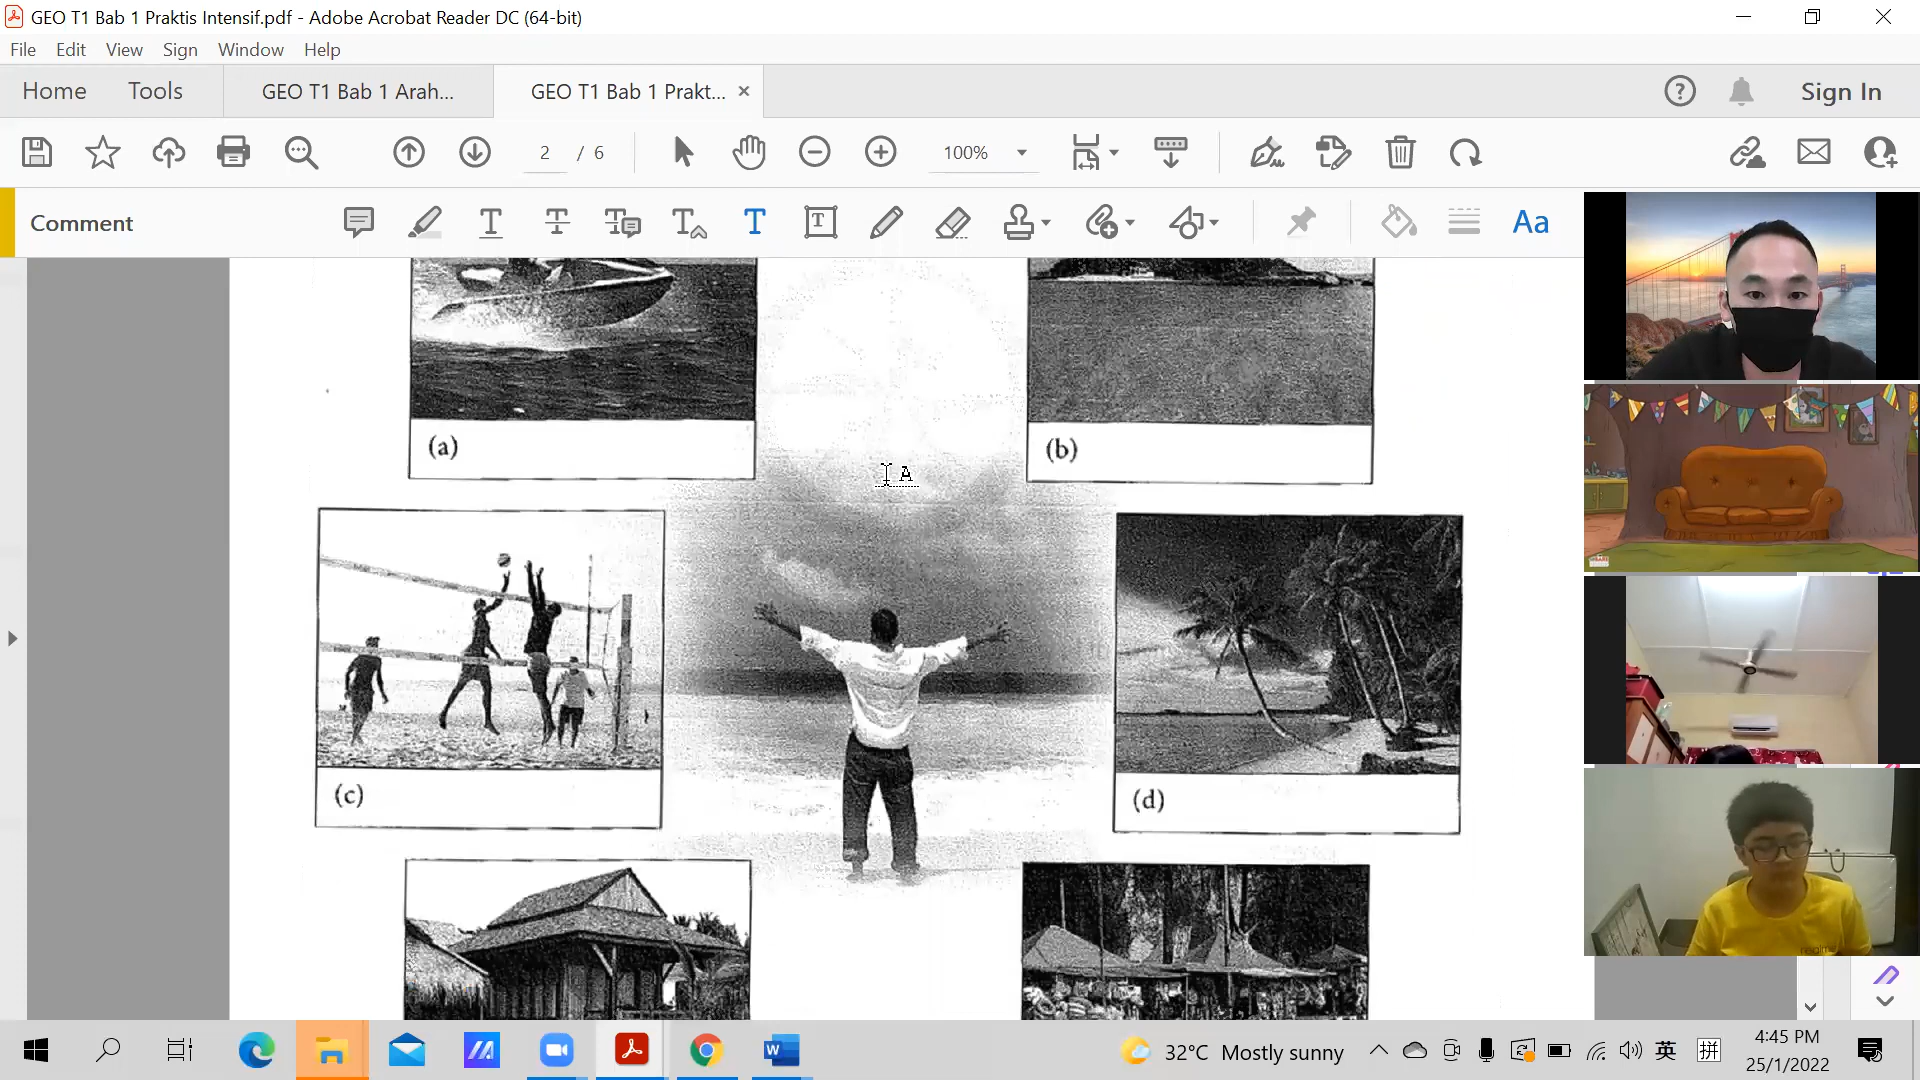 GEO T1 Bab 1 Praktis Intensif.pdf - Adobe Acrobat Reader DC (64-bit)
File Edit View Sign Window Help
Home Tools GEO T1 Bab 1 Arah... GEO T1 Bab 1 Prakt... Sign In
2 / 6 100%
Comment Aa
(a)
(b)
(c)
(d)
32°C Mostly sunny 英 拼 4:45 PM
25/1/2022